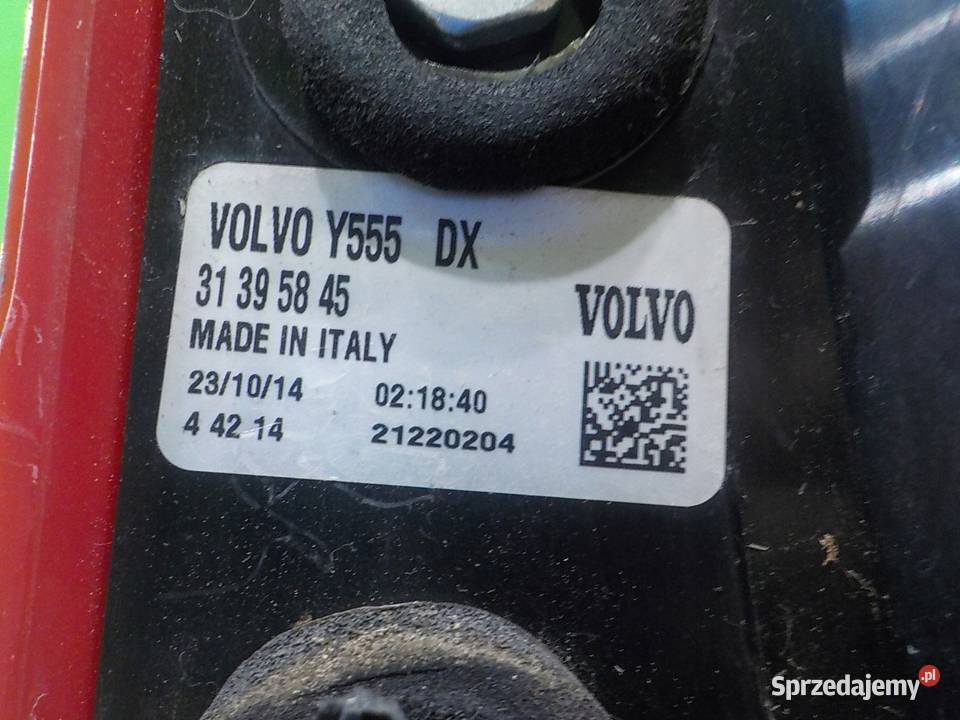 VOLVO Y555 DX
31 39 58 45
VOLVO
MADE IN ITALY
23/10/14 02:18:40
4 42 14 21220204
Sprzedajemy.pl